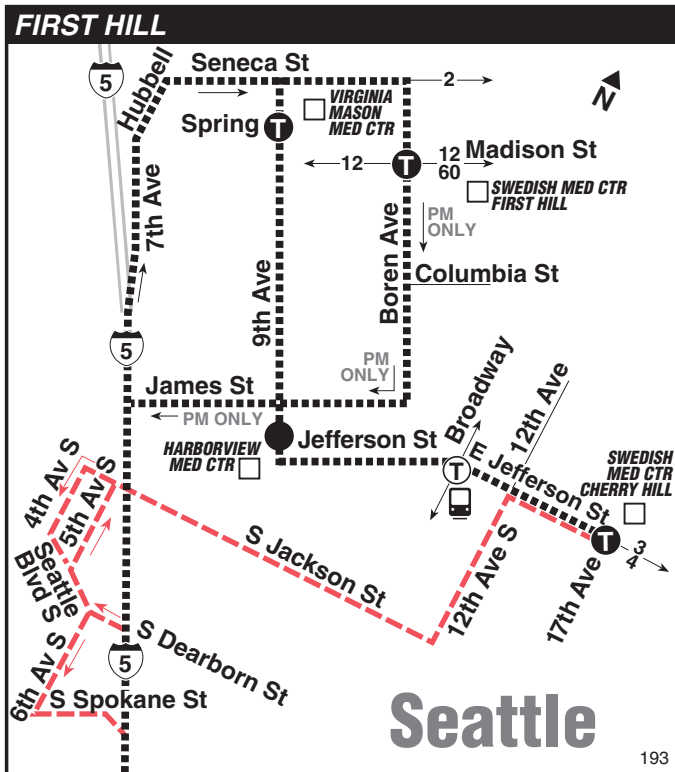 FIRST HILL
5
Hubbell
Seneca St
2
N
Spring
T
VIRGINIA
MASON
MED CTR
12
T
12
60
Madison St
SWEDISH MED CTR
FIRST HILL
7th Ave
9th Ave
Boren Ave
PM
ONLY
Columbia St
5
PM
ONLY
James St
PM ONLY
Broadway
12th Ave
HARBORVIEW
MED CTR
Jefferson St
T
E Jefferson St
SWEDISH
MED CTR
CHERRY HILL
4th Av S
5th Av S
T
3
4
Seattle
Blvd S
S Jackson St
12th Ave S
17th Ave
6th Av S
5
S Dearborn St
S Spokane St
Seattle
193